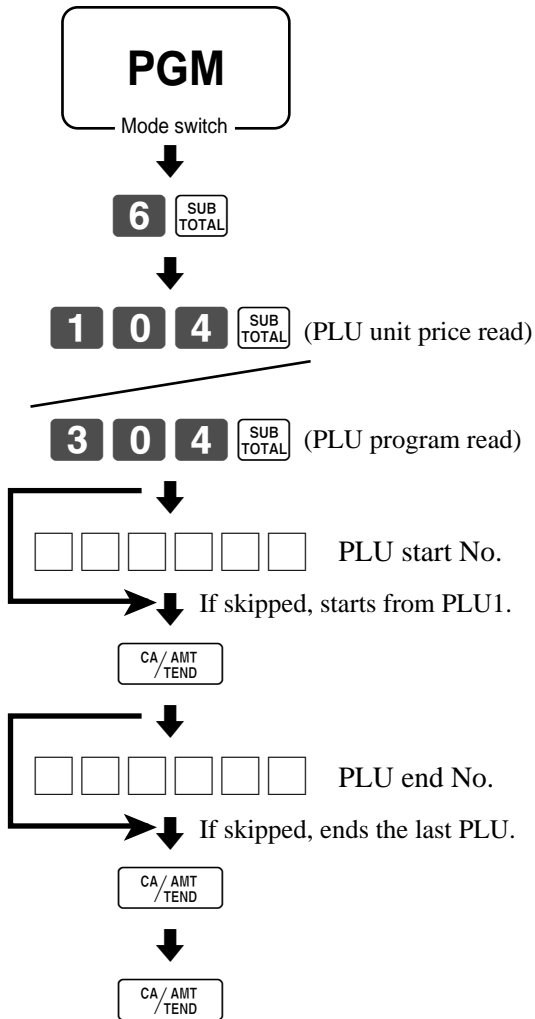 PGM
Mode switch
6 SUB TOTAL
1 0 4 SUB TOTAL (PLU unit price read)
3 0 4 SUB TOTAL (PLU program read)
PLU start No.
If skipped, starts from PLU1.
CA/AMT TEND
PLU end No.
If skipped, ends the last PLU.
CA/AMT TEND
CA/AMT TEND